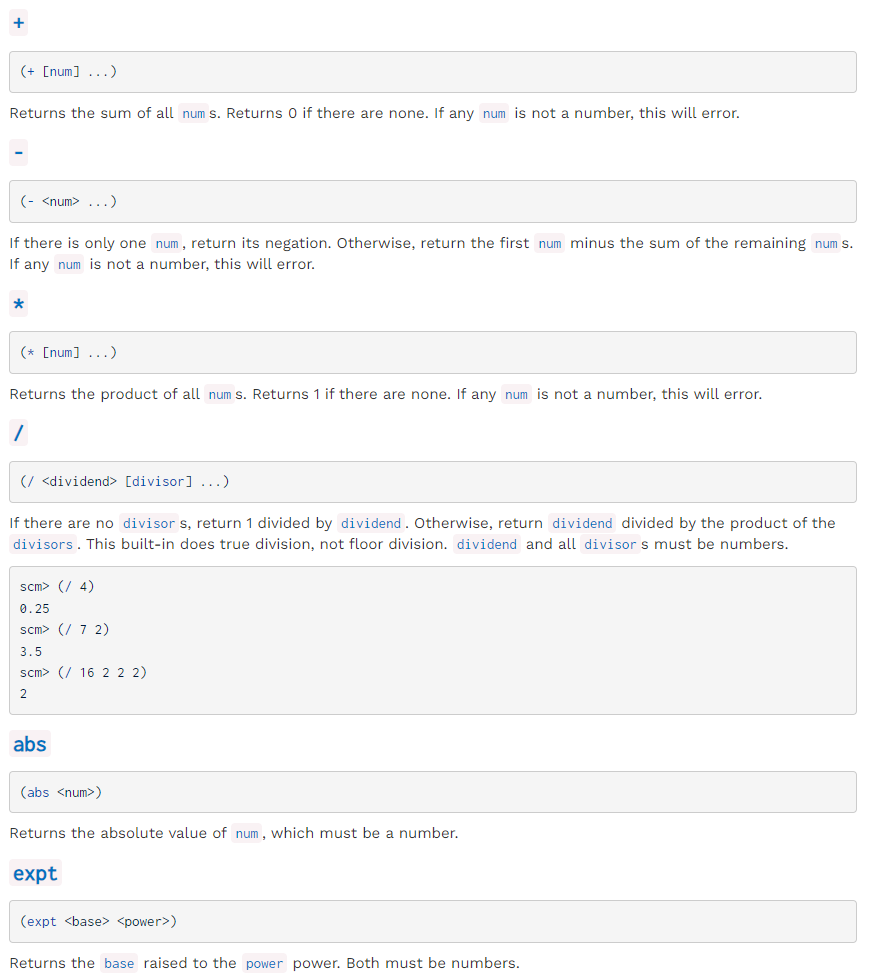 +
(+ [num] ...)
Returns the sum of all num s. Returns 0 if there are none. If any num is not a number, this will error.
-
(- <num> ...)
If there is only one num , return its negation. Otherwise, return the first num minus the sum of the remaining num s.
If any num is not a number, this will error.
*
(* [num] ...)
Returns the product of all num s. Returns 1 if there are none. If any num is not a number, this will error.
/
(/ <dividend> [divisor] ...)
If there are no divisor s, return 1 divided by dividend . Otherwise, return dividend divided by the product of the
divisors . This built-in does true division, not floor division. dividend and all divisor s must be numbers.
scm> (/ 4)
0.25
scm> (/ 7 2)
3.5
scm> (/ 16 2 2 2)
2
abs
(abs <num>)
Returns the absolute value of num , which must be a number.
expt
(expt <base> <power>)
Returns the base raised to the power power. Both must be numbers.